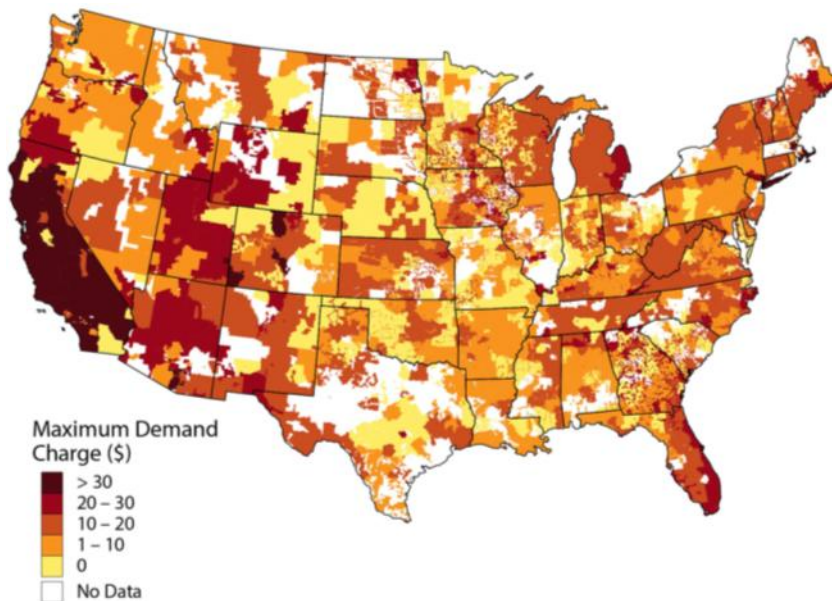 Maximum Demand
Charge ($)
> 30
20 – 30
10 – 20
1 – 10
0
No Data